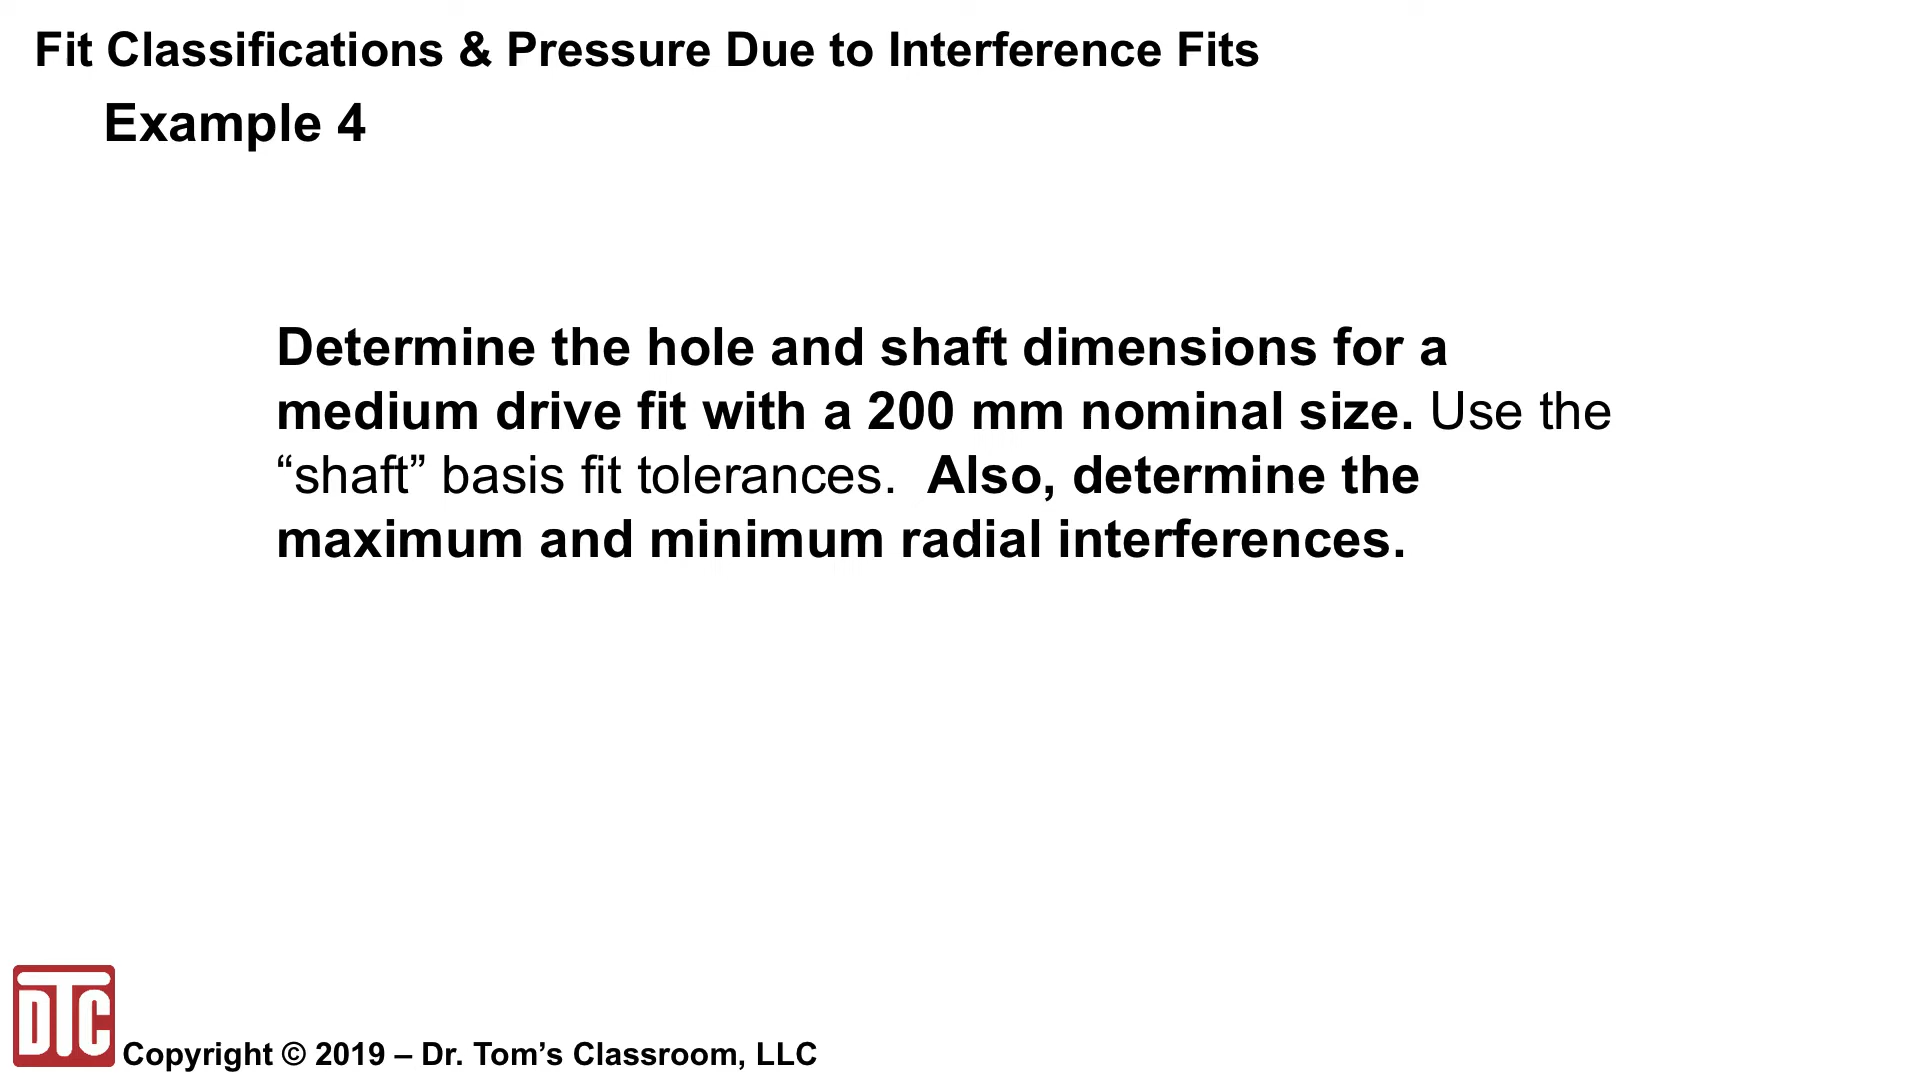 Fit Classifications & Pressure Due to Interference Fits
Example 4
Determine the hole and shaft dimensions for a
medium drive fit with a 200 mm nominal size. Use the
“shaft” basis fit tolerances.  Also, determine the
maximum and minimum radial interferences.
DTC
Copyright © 2019 – Dr. Tom’s Classroom, LLC